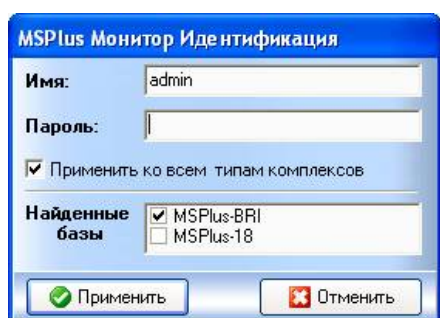 MSPlus Монитор Идентификация
Имя: admin
Пароль:
Применить ко всем типам комплексов
Найденные базы
MSPlus-BRI
MSPlus-18
Применить Отменить